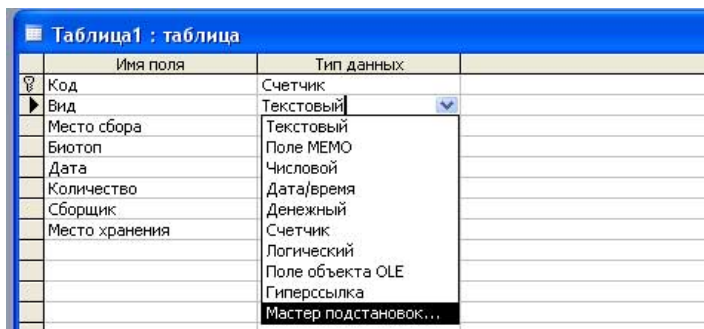 Таблица1 : таблица
Имя поля Тип данных
Код Счетчик
Вид Текстовый
Место сбора Текстовый
Биотоп Поле МЕМО
Дата Числовой
Количество Дата/время
Сборщик Денежный
Место хранения Счетчик
Логический
Поле объекта OLE
Гиперссылка
Мастер подстановок...